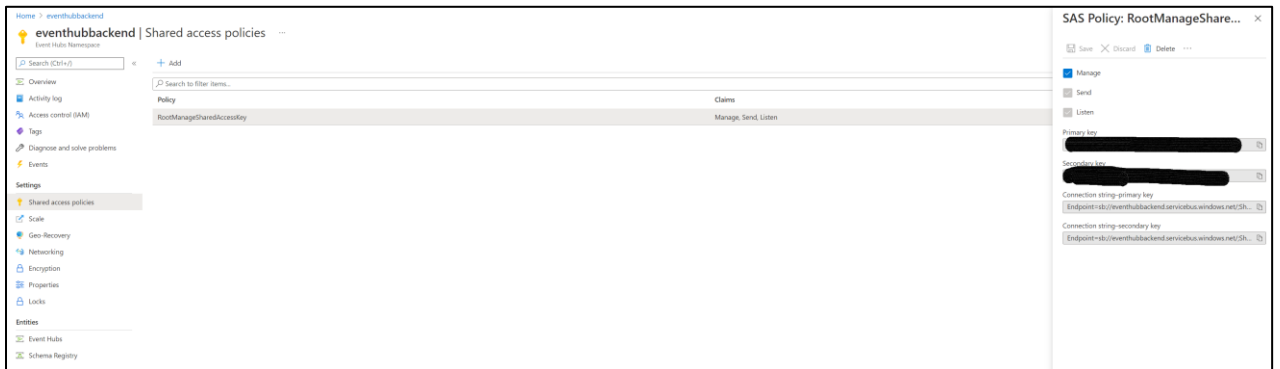 Home > eventhubbackend
eventhubbackend | Shared access policies ...
Event Hubs Namespace
Search (Ctrl+/)
«
Overview
Activity log
Access control (IAM)
Tags
Diagnose and solve problems
Events
Settings
Shared access policies
Scale
Geo-Recovery
Networking
Encryption
Properties
Locks
Entities
Event Hubs
Schema Registry
+ Add
Search to filter items...
Policy Claims
RootManageSharedAccessKey Manage, Send, Listen
SAS Policy: RootManageShare... ×
Save Discard Delete ...
Manage
Send
Listen
Primary key
Secondary key
Connection string–primary key
Endpoint=sb://eventhubbackend.servicebus.windows.net/;Sh...
Connection string–secondary key
Endpoint=sb://eventhubbackend.servicebus.windows.net/;Sh...